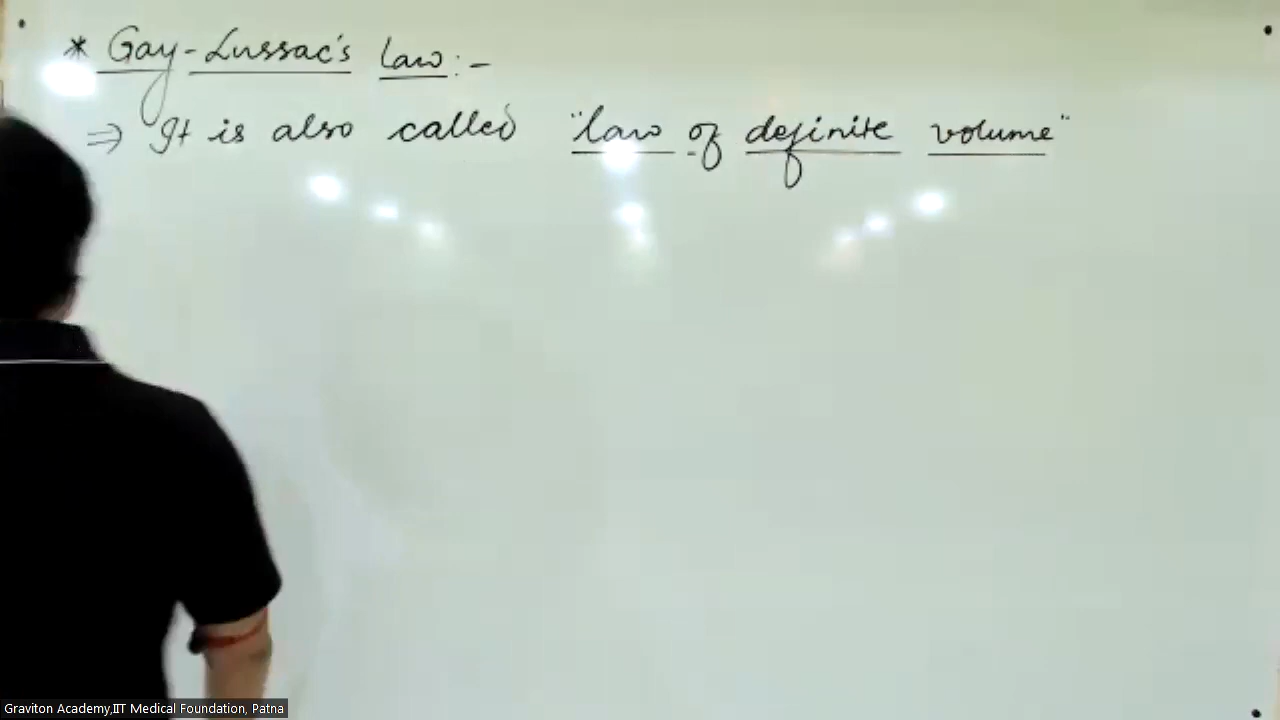 * Gay-Lussac's law:-
⇒ It is also called "law of definite volume"
Graviton Academy,IIT Medical Foundation, Patna